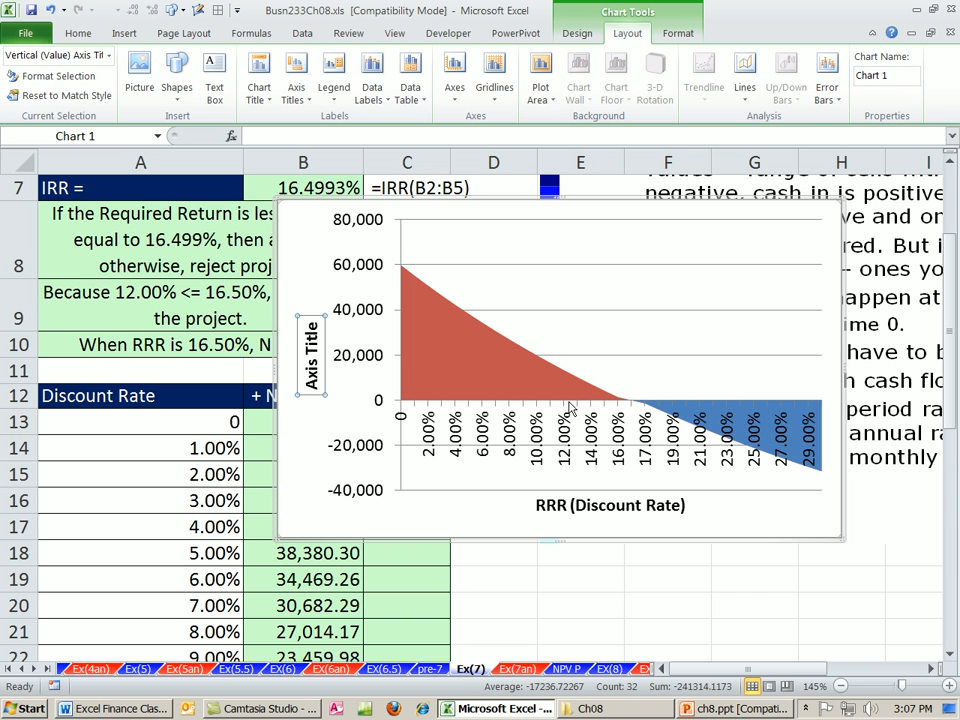 Busn233Ch08.xls [Compatibility Mode] - Microsoft Excel
Chart Tools
File Home Insert Page Layout Formulas Data Review View Developer PowerPivot Design Layout Format
Vertical (Value) Axis Tit
Format Selection
Reset to Match Style
Current Selection
Picture Shapes Text Box
Insert
Chart Title Axis Titles Legend Data Labels Data Table
Labels
Axes Gridlines
Axes
Plot Area Chart Wall Chart Floor 3-D Rotation
Background
Trendline Lines Up/Down Bars Error Bars
Analysis
Chart Name:
Chart 1
Properties
Chart 1 fx
A B C D E F G H I
7 IRR = 16.4993% =IRR(B2:B5)
If the Required Return is les
equal to 16.499%, then a
8 otherwise, reject proj
Because 12.00% <= 16.50%,
9 the project.
10 When RRR is 16.50%, N
11
12 Discount Rate + N
13 0
14 1.00%
15 2.00%
16 3.00%
17 4.00%
18 5.00% 38,380.30
19 6.00% 34,469.26
20 7.00% 30,682.29
21 8.00% 27,014.17
22 9.00% 23,459.98
negative, cash in is positive
ve and on
red. But i
– ones yo
appen at
ime 0.
have to b
h cash flo
period ra
annual ra
monthly
80,000
60,000
40,000
20,000
0
-20,000
-40,000
Axis Title
0 2.00% 4.00% 6.00% 8.00% 10.00% 12.00% 14.00% 16.00% 17.00% 19.00% 21.00% 23.00% 25.00% 27.00% 29.00%
RRR (Discount Rate)
Ex(4an) Ex(5) Ex(5an) Ex(5.5) Ex(6) Ex(6an) Ex(6.5) pre-7 Ex(7) Ex(7an) NPV P Ex(8) Ex
Ready Average: -17236.72267 Count: 32 Sum: -241314.1173 145%
Start Excel Finance Clas... Camtasia Studio - ... Microsoft Excel -... Ch08 ch8.pptx [Compati... 3:07 PM